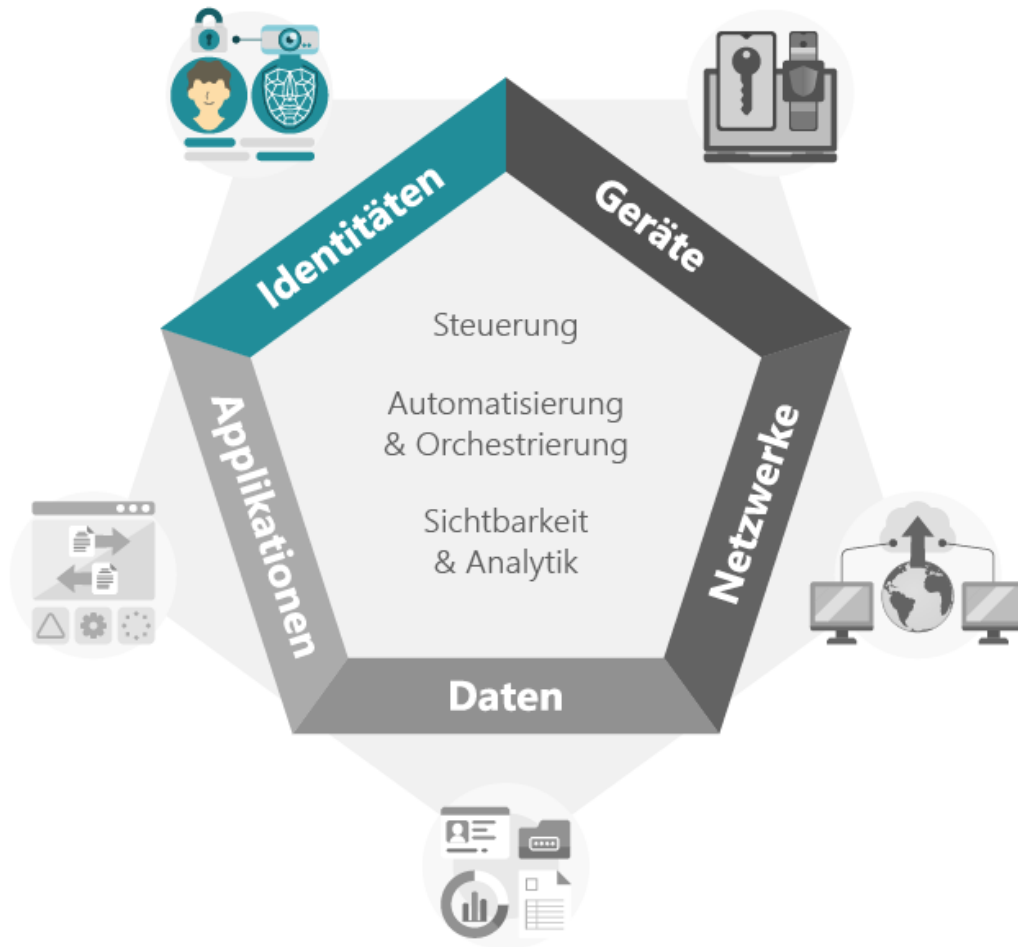 Identitäten
Geräte
Steuerung
Automatisierung
& Orchestrierung
Sichtbarkeit
& Analytik
Applikationen
Netzwerke
Daten